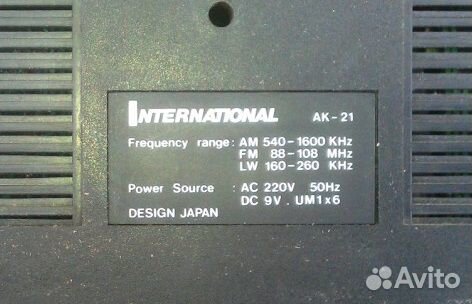 INTERNATIONAL AK-21
Frequency range: AM 540-1600 KHz
FM 88-108 MHz
LW 160-260 KHz
Power Source : AC 220V 50Hz
DC 9V. UM1x6
DESIGN JAPAN
Avito